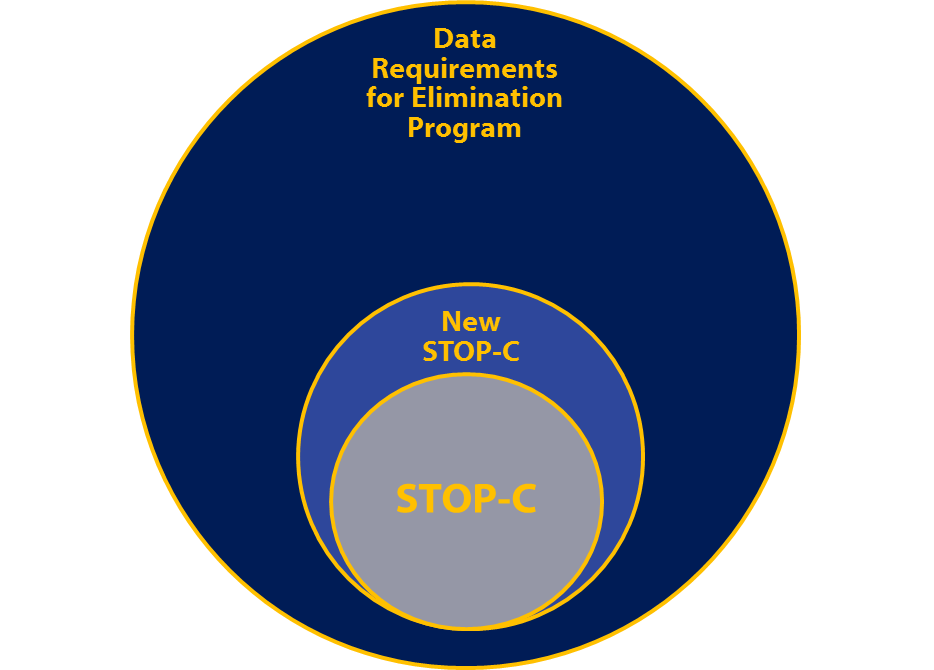 Data
Requirements
for Elimination
Program
New
STOP-C
STOP-C